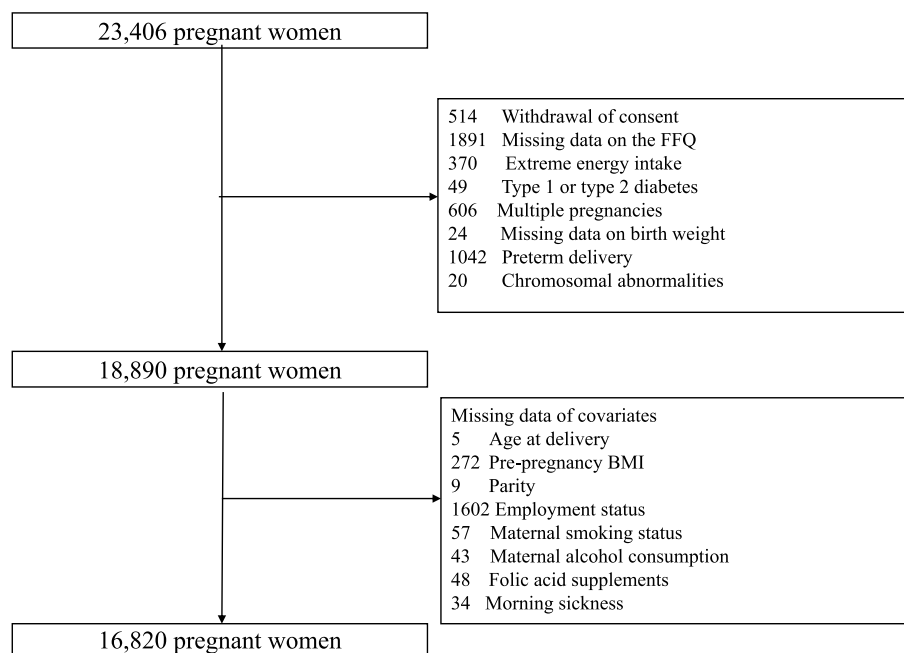 23,406 pregnant women
514 Withdrawal of consent
1891 Missing data on the FFQ
370 Extreme energy intake
49 Type 1 or type 2 diabetes
606 Multiple pregnancies
24 Missing data on birth weight
1042 Preterm delivery
20 Chromosomal abnormalities
18,890 pregnant women
Missing data of covariates
5 Age at delivery
272 Pre-pregnancy BMI
9 Parity
1602 Employment status
57 Maternal smoking status
43 Maternal alcohol consumption
48 Folic acid supplements
34 Morning sickness
16,820 pregnant women